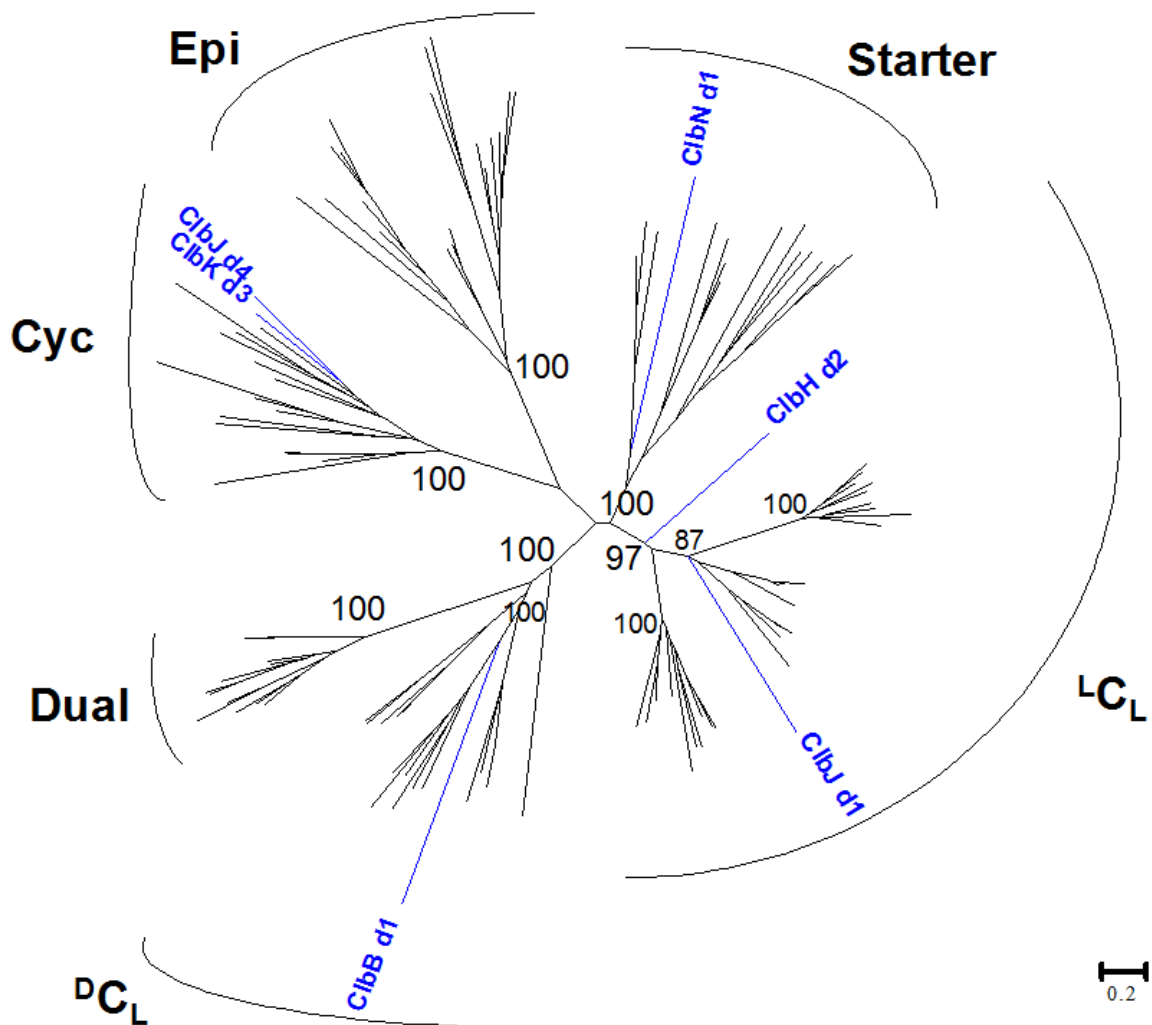 Epi
Starter
ClbN d1
ClbJ d4
ClbK d3
Cyc
100
ClbH d2
100
100
100
97
87
100
100
100
100
Dual
LCL
ClbJ d1
ClbB d1
DCL
0.2